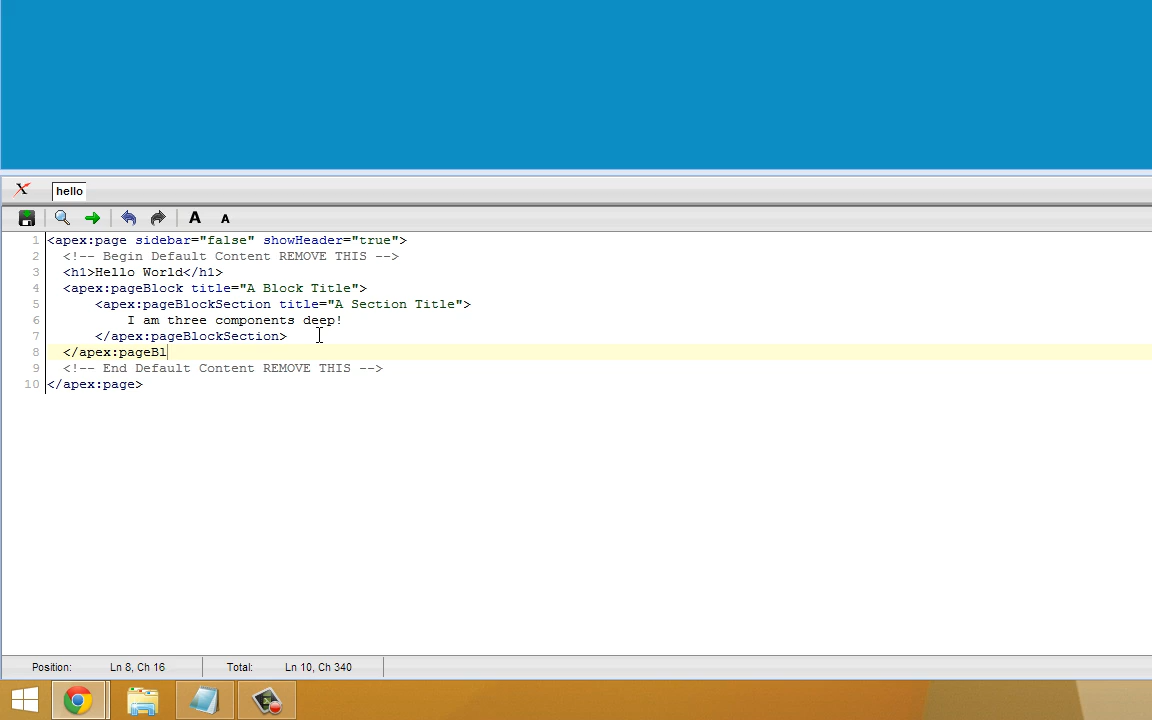 hello
A A
1 <apex:page sidebar="false" showHeader="true">
2 <!-- Begin Default Content REMOVE THIS -->
3 <h1>Hello World</h1>
4 <apex:pageBlock title="A Block Title">
5 <apex:pageBlockSection title="A Section Title">
6 I am three components deep!
7 </apex:pageBlockSection>
8 </apex:pageBl
9 <!-- End Default Content REMOVE THIS -->
10 </apex:page>
Position: Ln 8, Ch 16 Total: Ln 10, Ch 340